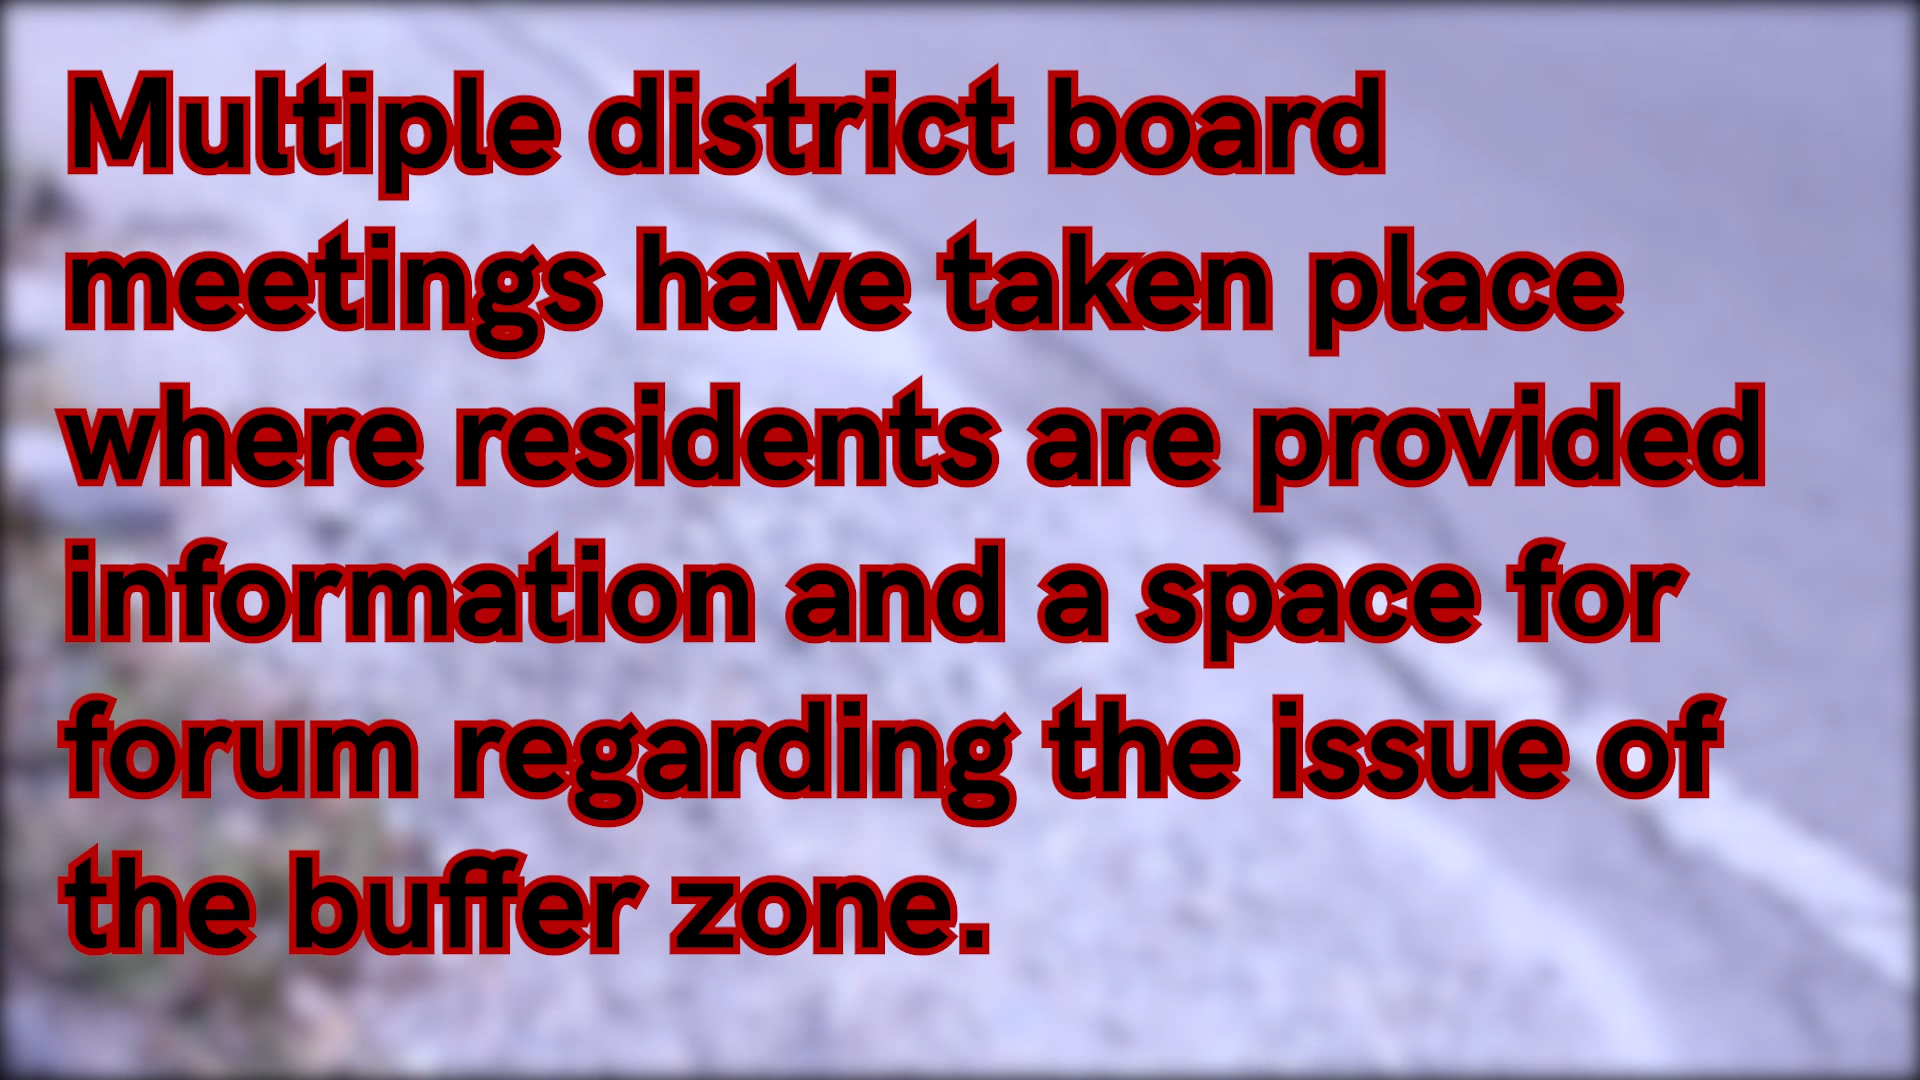 Multiple district board
meetings have taken place
where residents are provided
information and a space for
forum regarding the issue of
the buffer zone.